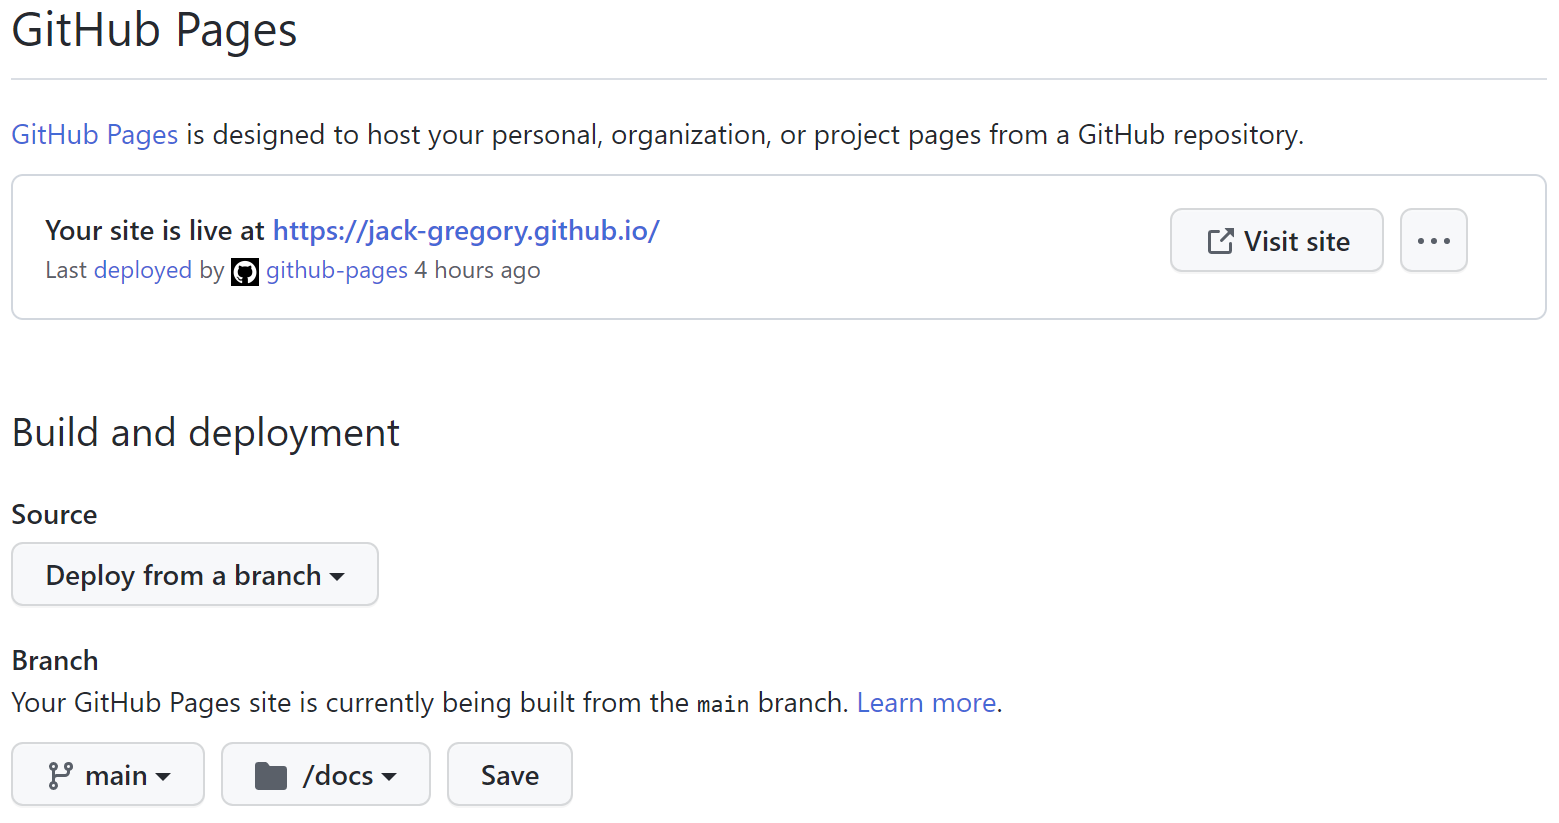 GitHub Pages
GitHub Pages is designed to host your personal, organization, or project pages from a GitHub repository.
Your site is live at https://jack-gregory.github.io/
Last deployed by github-pages 4 hours ago
Visit site
Build and deployment
Source
Deploy from a branch
Branch
Your GitHub Pages site is currently being built from the main branch. Learn more.
main /docs Save